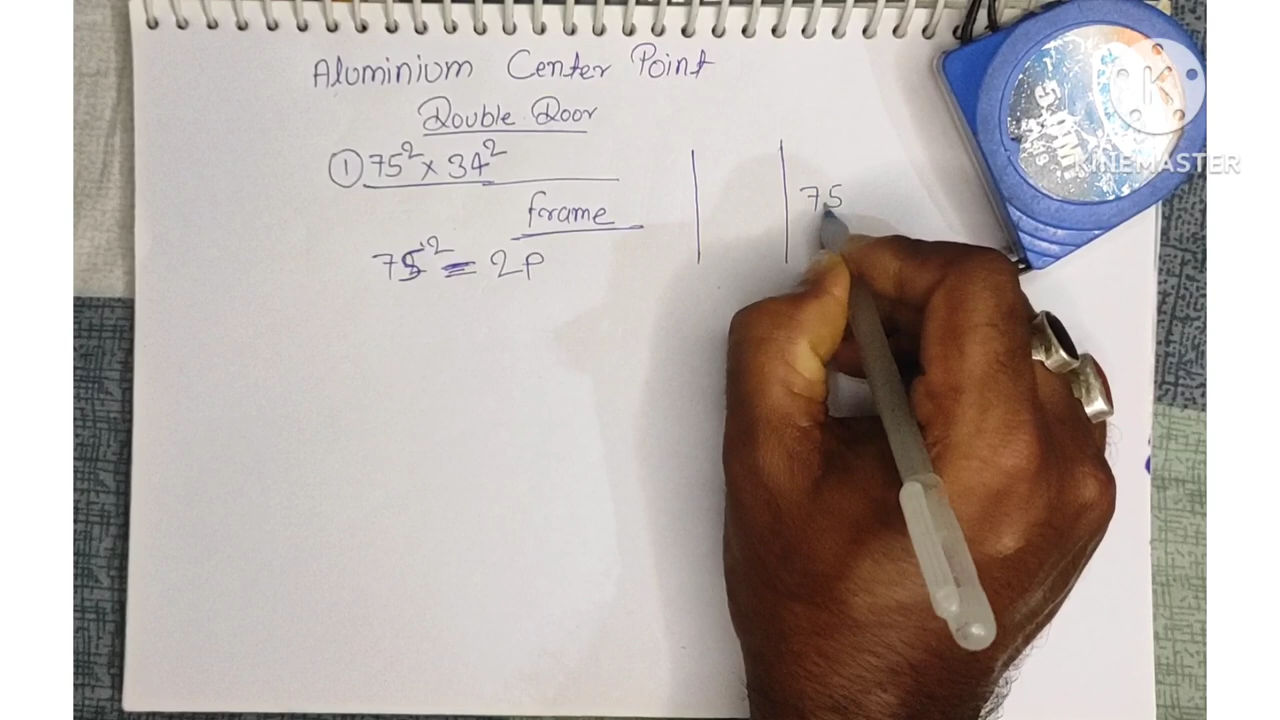 Aluminium Center Point
Double Door
① 75² x 34²
frame
75
75² = 2P
KINEMASTER